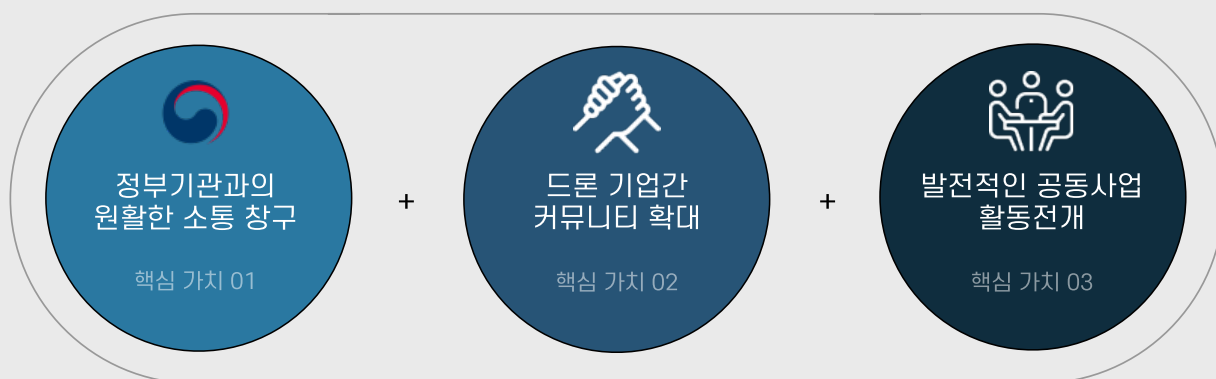 정부기관과의
원활한 소통 창구
핵심 가치 01
+
드론 기업간
커뮤니티 확대
핵심 가치 02
+
발전적인 공동사업
활동전개
핵심 가치 03